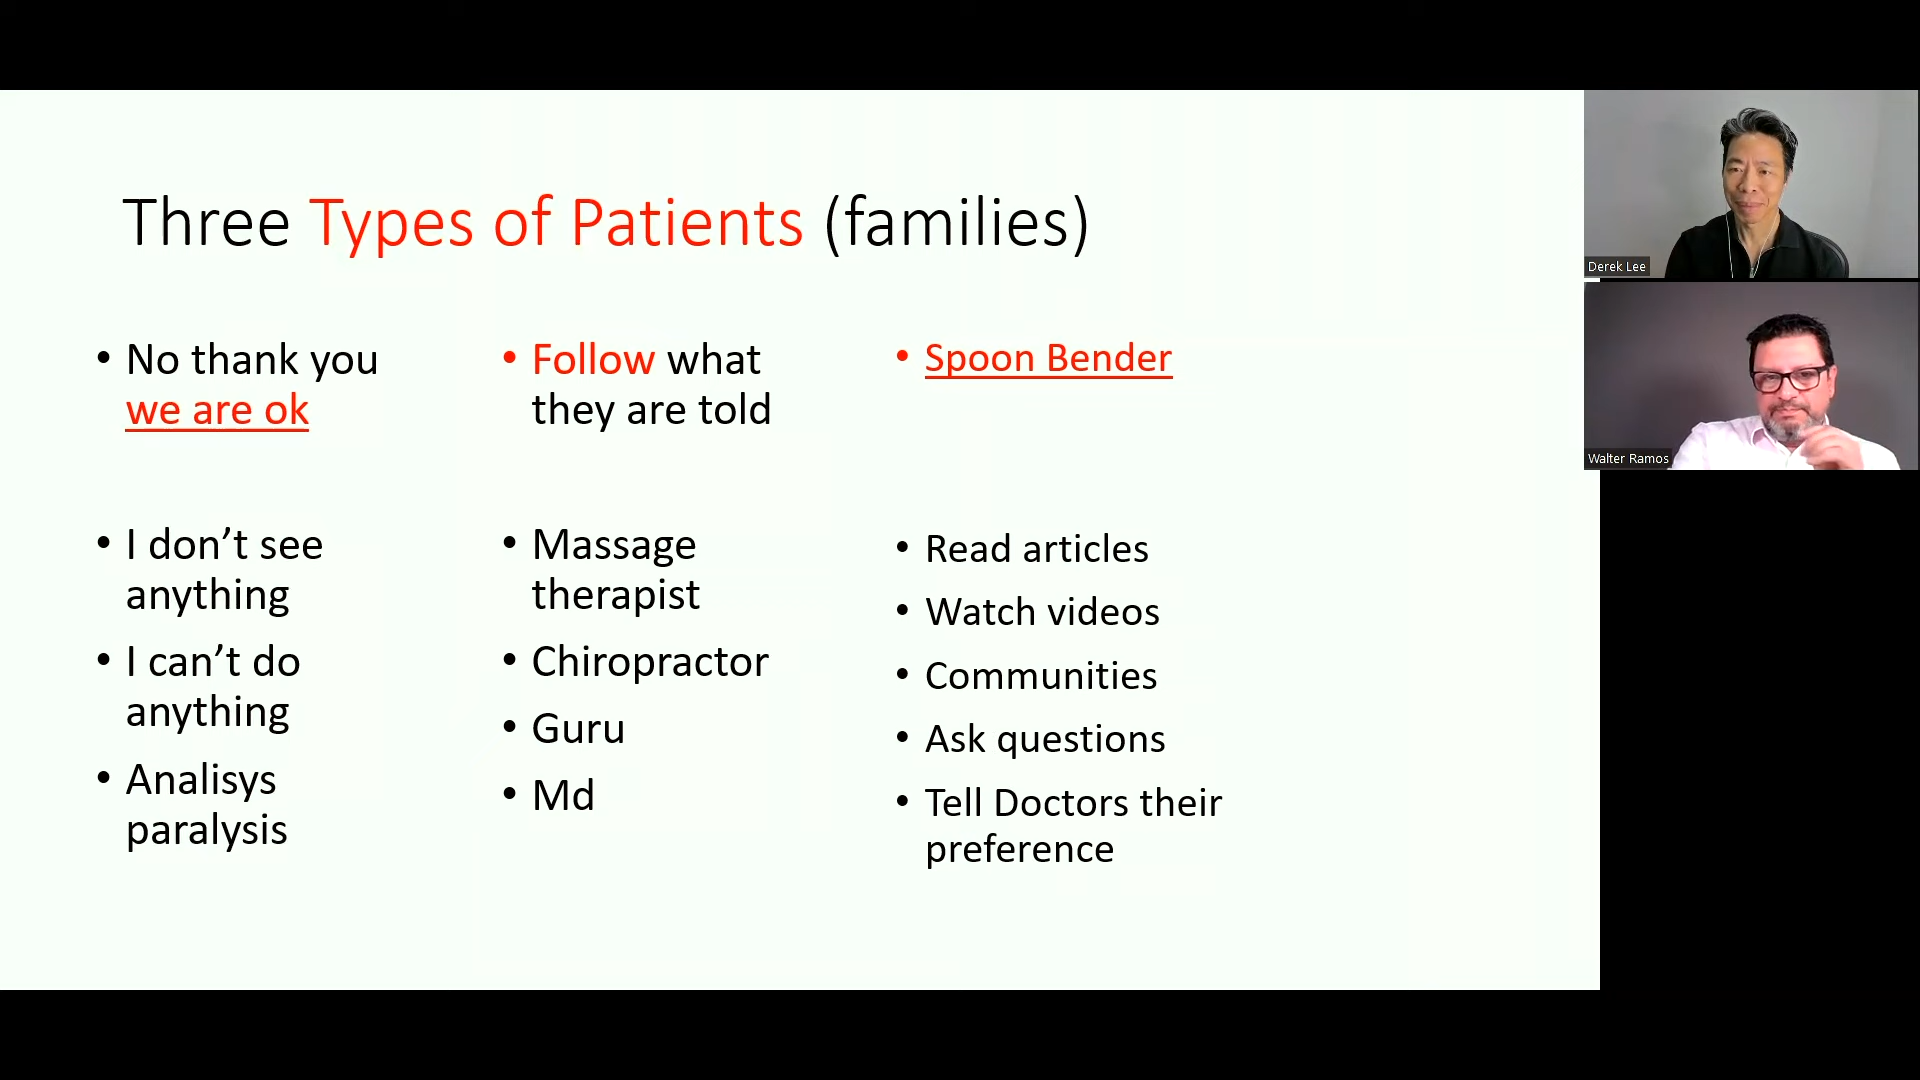 Three Types of Patients (families)
• No thank you
we are ok
• I don’t see
anything
• I can’t do
anything
• Analisys
paralysis
• Follow what
they are told
• Massage
therapist
• Chiropractor
• Guru
• Md
• Spoon Bender
• Read articles
• Watch videos
• Communities
• Ask questions
• Tell Doctors their
preference
Derek Lee
Walter Ramos